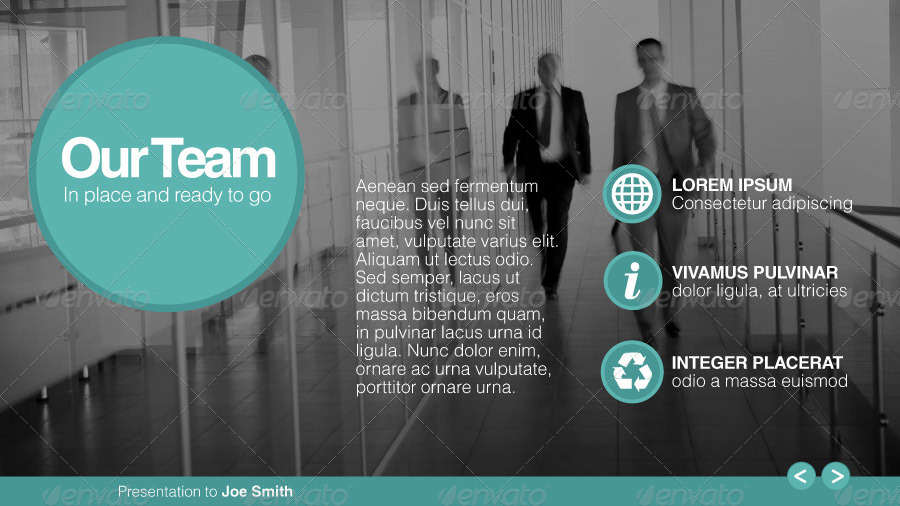 Our Team
In place and ready to go
Aenean sed fermentum
neque. Duis tellus dui,
faucibus vel nunc sit
amet, vulputate varius elit.
Aliquam ut lectus odio.
Sed semper, lacus ut
dictum tristique, eros
massa bibendum quam,
in pulvinar lacus urna id
ligula. Nunc dolor enim,
ornare ac urna vulputate,
porttitor ornare urna.
LOREM IPSUM
Consectetur adipiscing
i
VIVAMUS PULVINAR
dolor ligula, at ultricies
INTEGER PLACERAT
odio a massa euismod
< >
Presentation to Joe Smith
envato